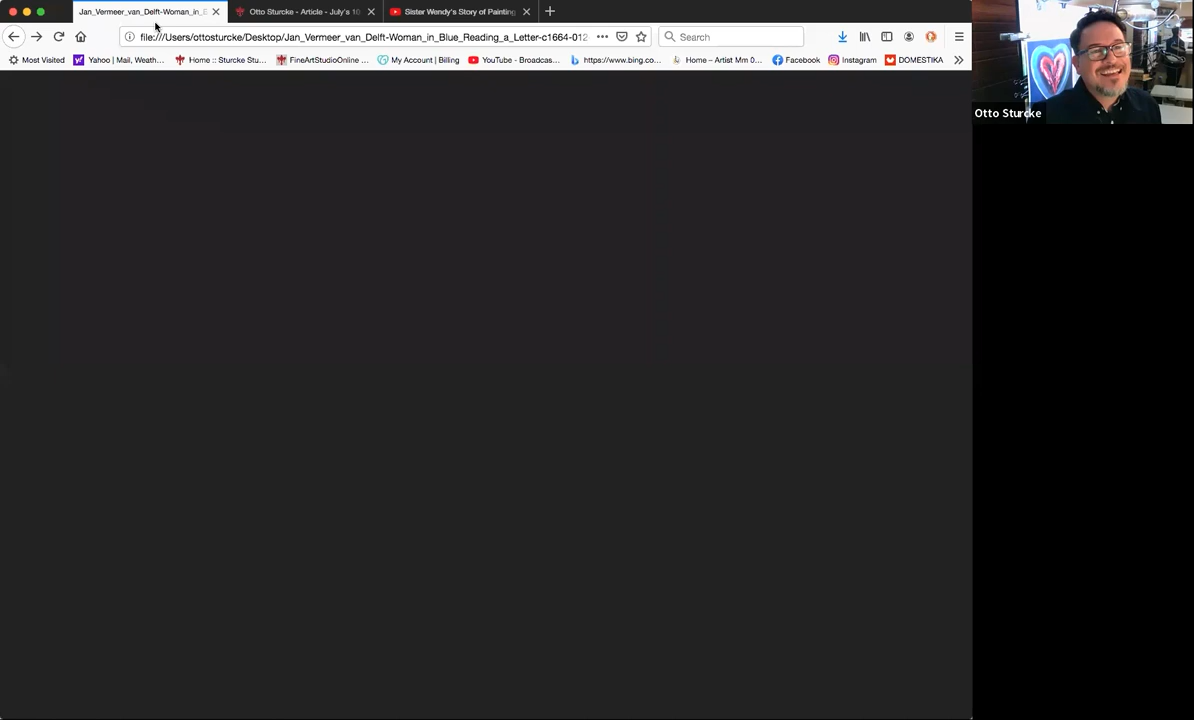 Jan_Vermeer_van_Delft-Woman_in_E
Otto Sturcke - Article - July's 10
Sister Wendy's Story of Painting
file:///Users/ottosturcke/Desktop/Jan_Vermeer_van_Delft-Woman_in_Blue_Reading_a_Letter-c1664-012
Search
Most Visited
Yahoo | Mail, Weath...
Home :: Sturcke Stu...
FineArtStudioOnline ...
My Account | Billing
YouTube - Broadcas...
https://www.bing.co...
Home – Artist Mm 0...
Facebook
Instagram
DOMESTIKA
Otto Sturcke